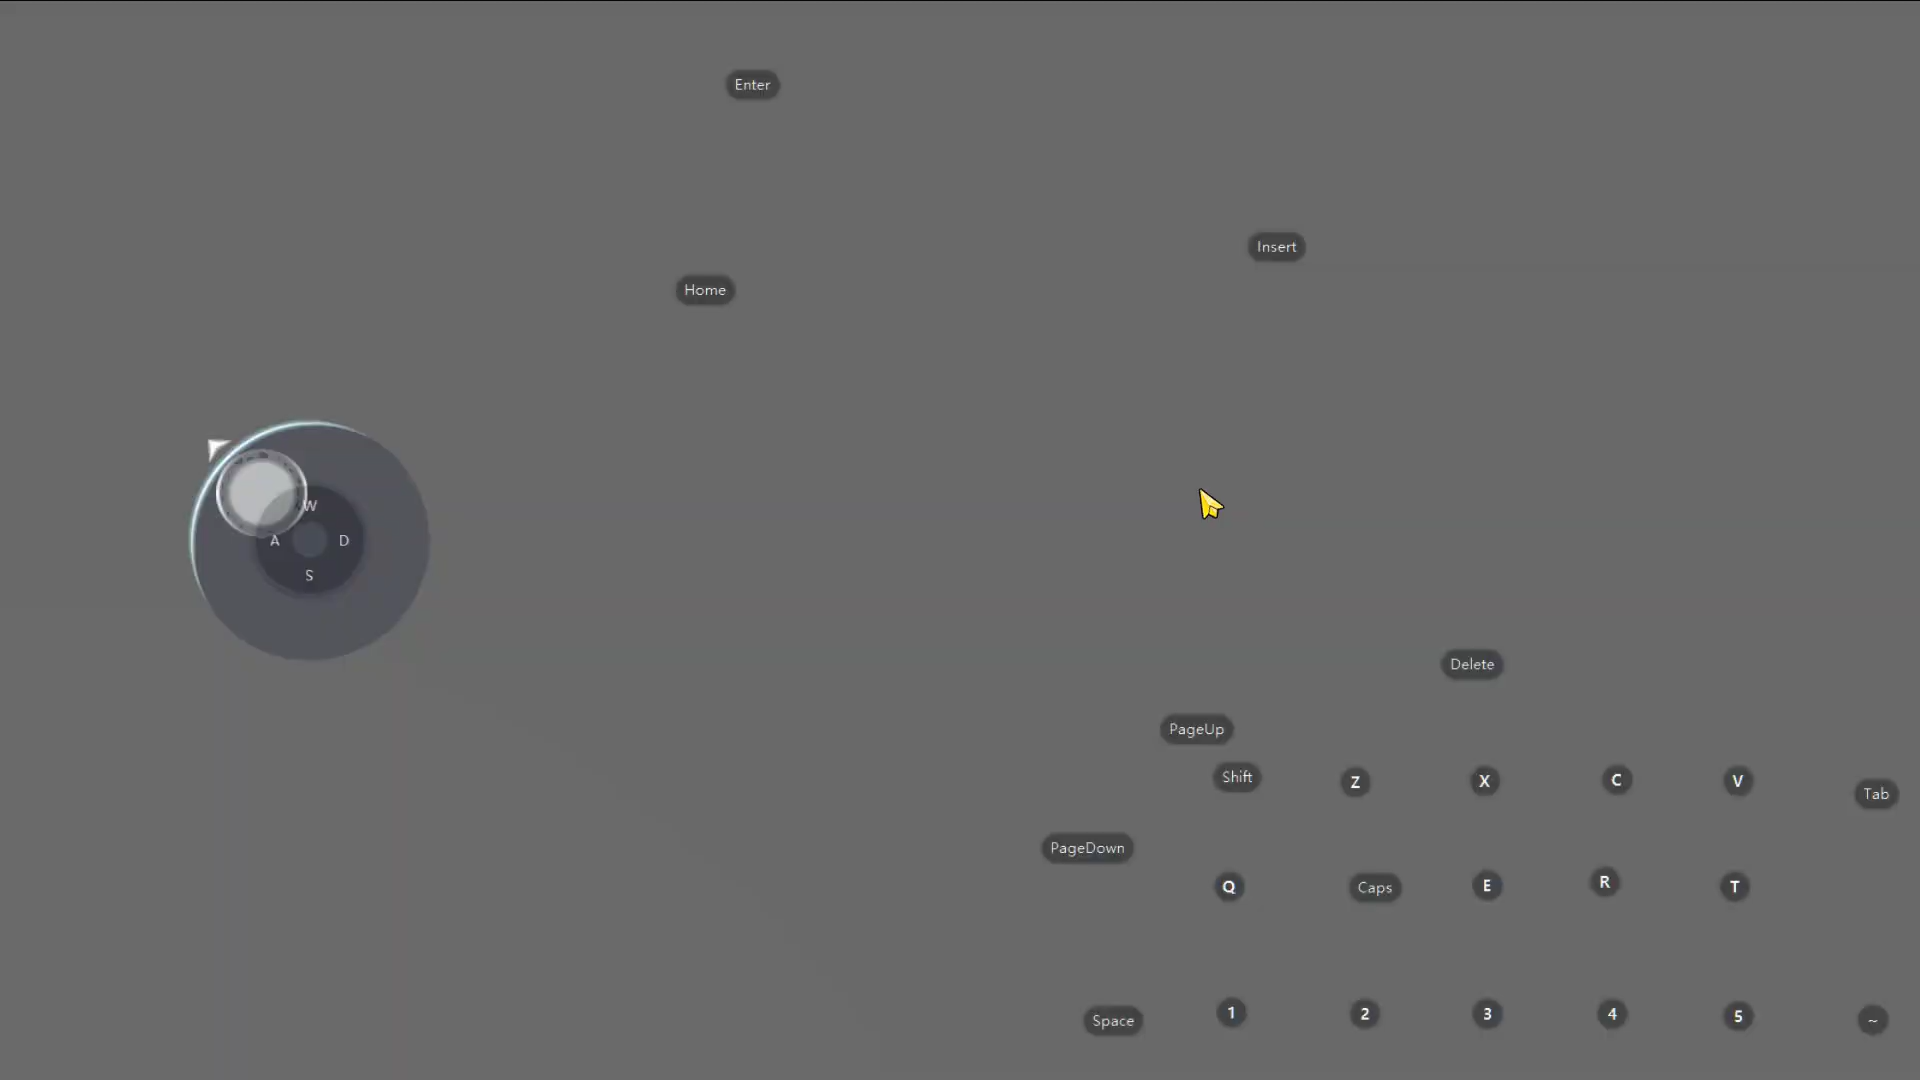 Enter
Insert
Home
W
A D
S
Delete
PageUp
Shift Z X C V Tab
PageDown
Q Caps E R T
Space 1 2 3 4 5 ~